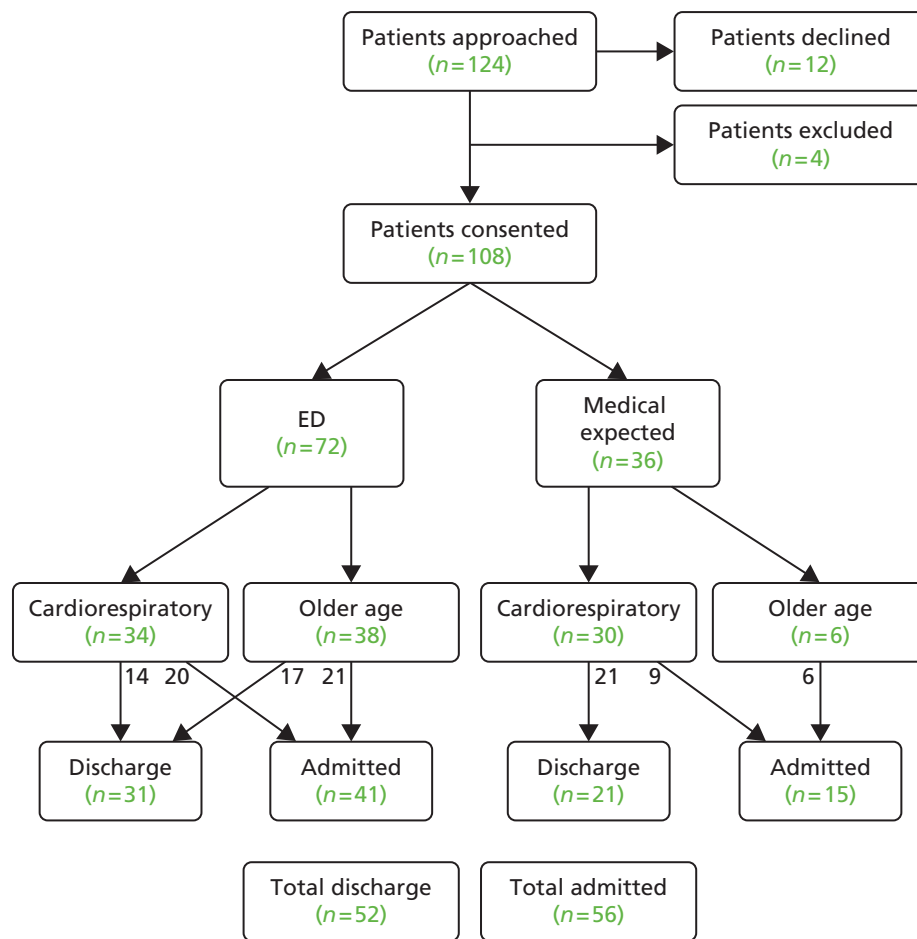 Patients approached
(n=124)
Patients declined
(n=12)
Patients excluded
(n=4)
Patients consented
(n=108)
ED
(n=72)
Medical
expected
(n=36)
Cardiorespiratory
(n=34)
Older age
(n=38)
Cardiorespiratory
(n=30)
Older age
(n=6)
14 20 17 21 21 9 6
Discharge
(n=31)
Admitted
(n=41)
Discharge
(n=21)
Admitted
(n=15)
Total discharge
(n=52)
Total admitted
(n=56)